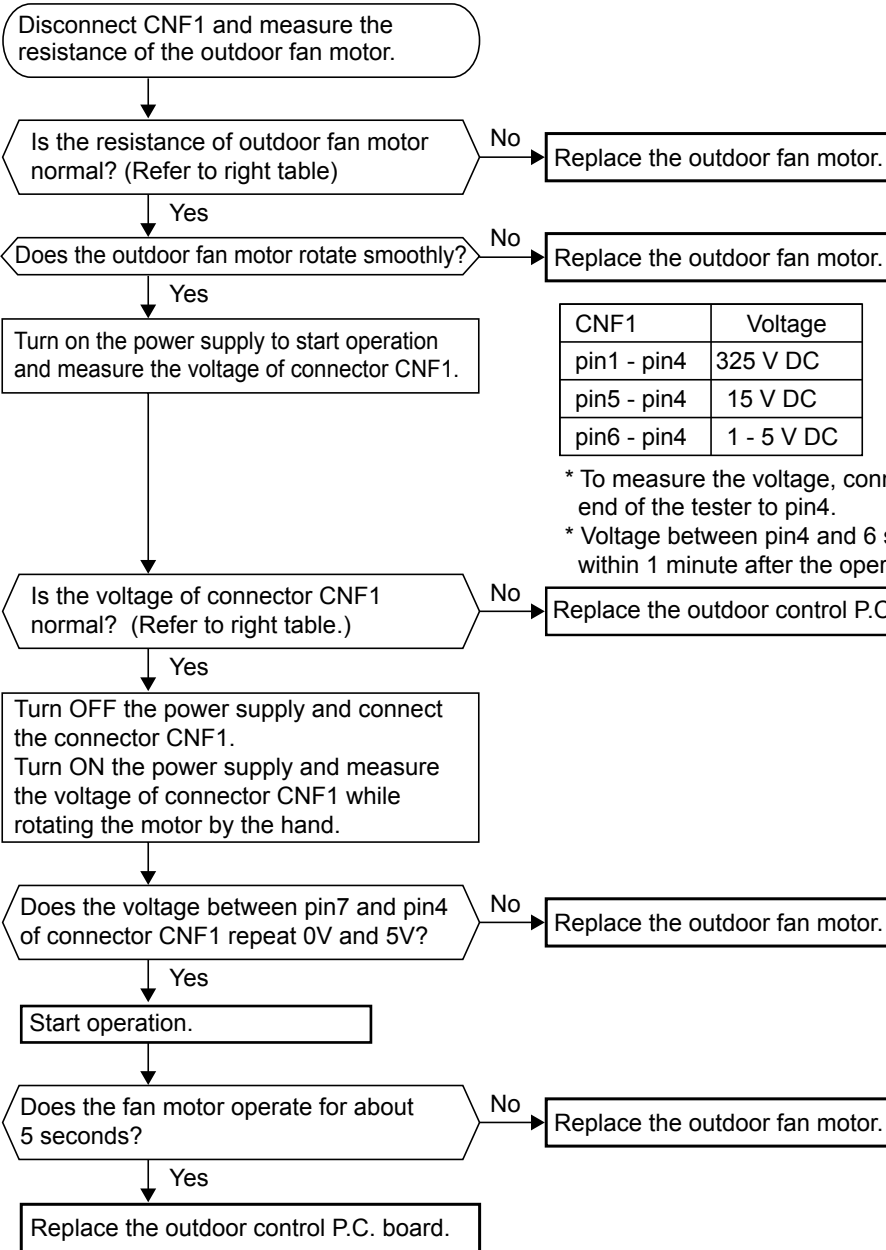 Disconnect CNF1 and measure the
resistance of the outdoor fan motor.
Is the resistance of outdoor fan motor
normal? (Refer to right table)
No
Replace the outdoor fan motor.
Yes
Does the outdoor fan motor rotate smoothly?
No
Replace the outdoor fan motor.
Yes
Turn on the power supply to start operation
and measure the voltage of connector CNF1.
CNF1 Voltage
pin1 - pin4 325 V DC
pin5 - pin4 15 V DC
pin6 - pin4 1 - 5 V DC
* To measure the voltage,
end of the tester to pin4.
* Voltage between pin4 and 6
within 1 minute after the
Is the voltage of connector CNF1
normal? (Refer to right table.)
No
Replace the outdoor control
Yes
Turn OFF the power supply and connect
the connector CNF1.
Turn ON the power supply and measure
the voltage of connector CNF1 while
rotating the motor by the hand.
Does the voltage between pin7 and pin4
of connector CNF1 repeat 0V and 5V?
No
Replace the outdoor fan motor.
Yes
Start operation.
Does the fan motor operate for about
5 seconds?
No
Replace the outdoor fan motor.
Yes
Replace the outdoor control P.C. board.